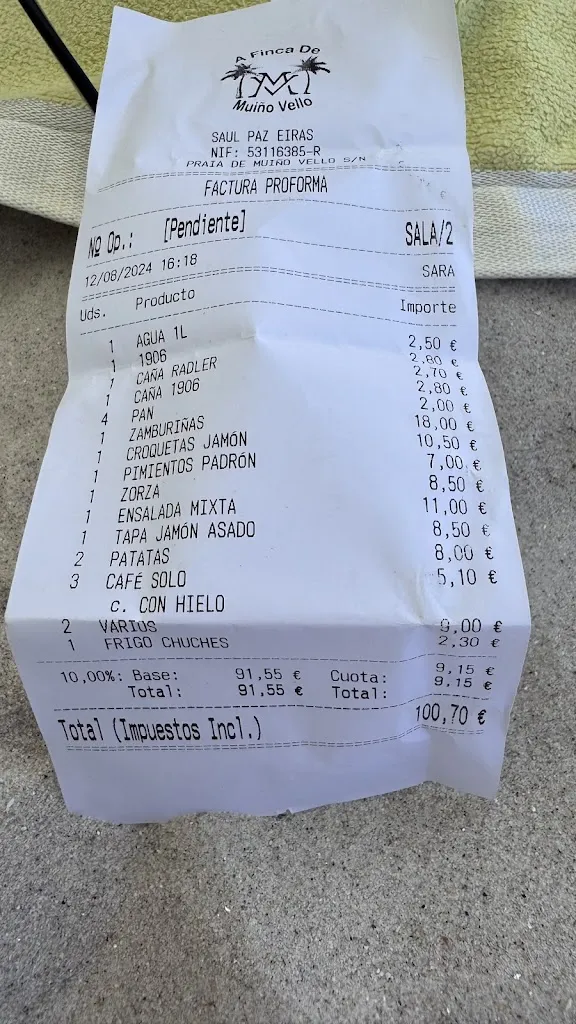 A Finca De
M
Muiño Vello
SAUL PAZ EIRAS
NIF: 53116385-R
PRAIA DE MUIÑO VELLO S/N
FACTURA PROFORMA
Nº Op.: [Pendiente] SALA/2
12/08/2024 16:18 SARA
Uds. Producto Importe
1 AGUA 1L 2,50 €
1 1906 2,80 €
1 CAÑA RADLER 2,70 €
1 CAÑA 1906 2,80 €
4 PAN 2,00 €
1 ZAMBURIÑAS 18,00 €
1 CROQUETAS JAMÓN 10,50 €
1 PIMIENTOS PADRÓN 7,00 €
1 ZORZA 8,50 €
1 ENSALADA MIXTA 11,00 €
1 TAPA JAMÓN ASADO 8,50 €
2 PATATAS 8,00 €
3 CAFÉ SOLO 5,10 €
c. CON HIELO
2 VARIOS 9,00 €
1 FRIGO CHUCHES 2,30 €
10,00%: Base: 91,55 € Cuota: 9,15 €
Total: 91,55 € Total: 9,15 €
Total (Impuestos Incl.) 100,70 €